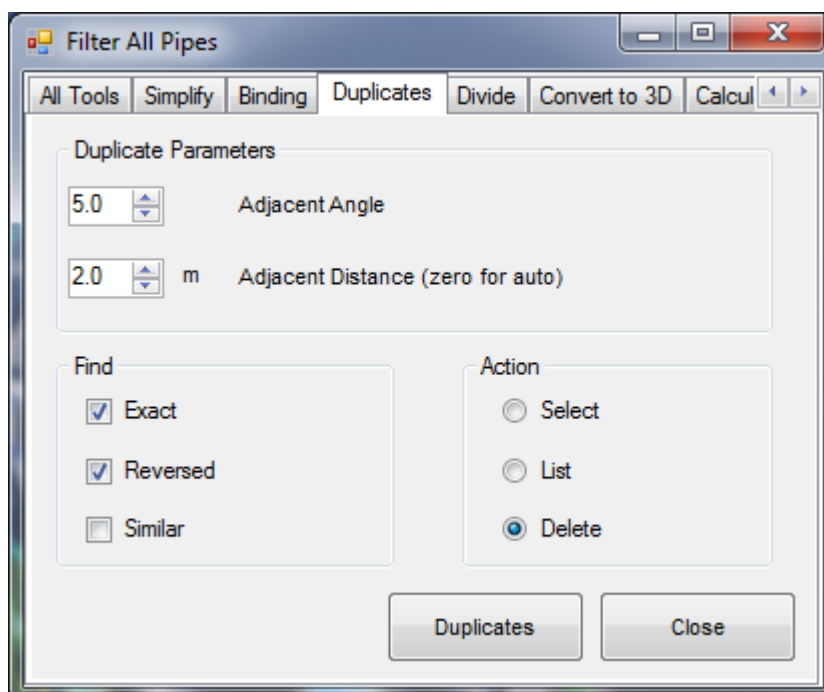 Filter All Pipes
All Tools Simplify Binding Duplicates Divide Convert to 3D Calcul
Duplicate Parameters
5.0 Adjacent Angle
2.0 m Adjacent Distance (zero for auto)
Find
Exact
Reversed
Similar
Action
Select
List
Delete
Duplicates Close